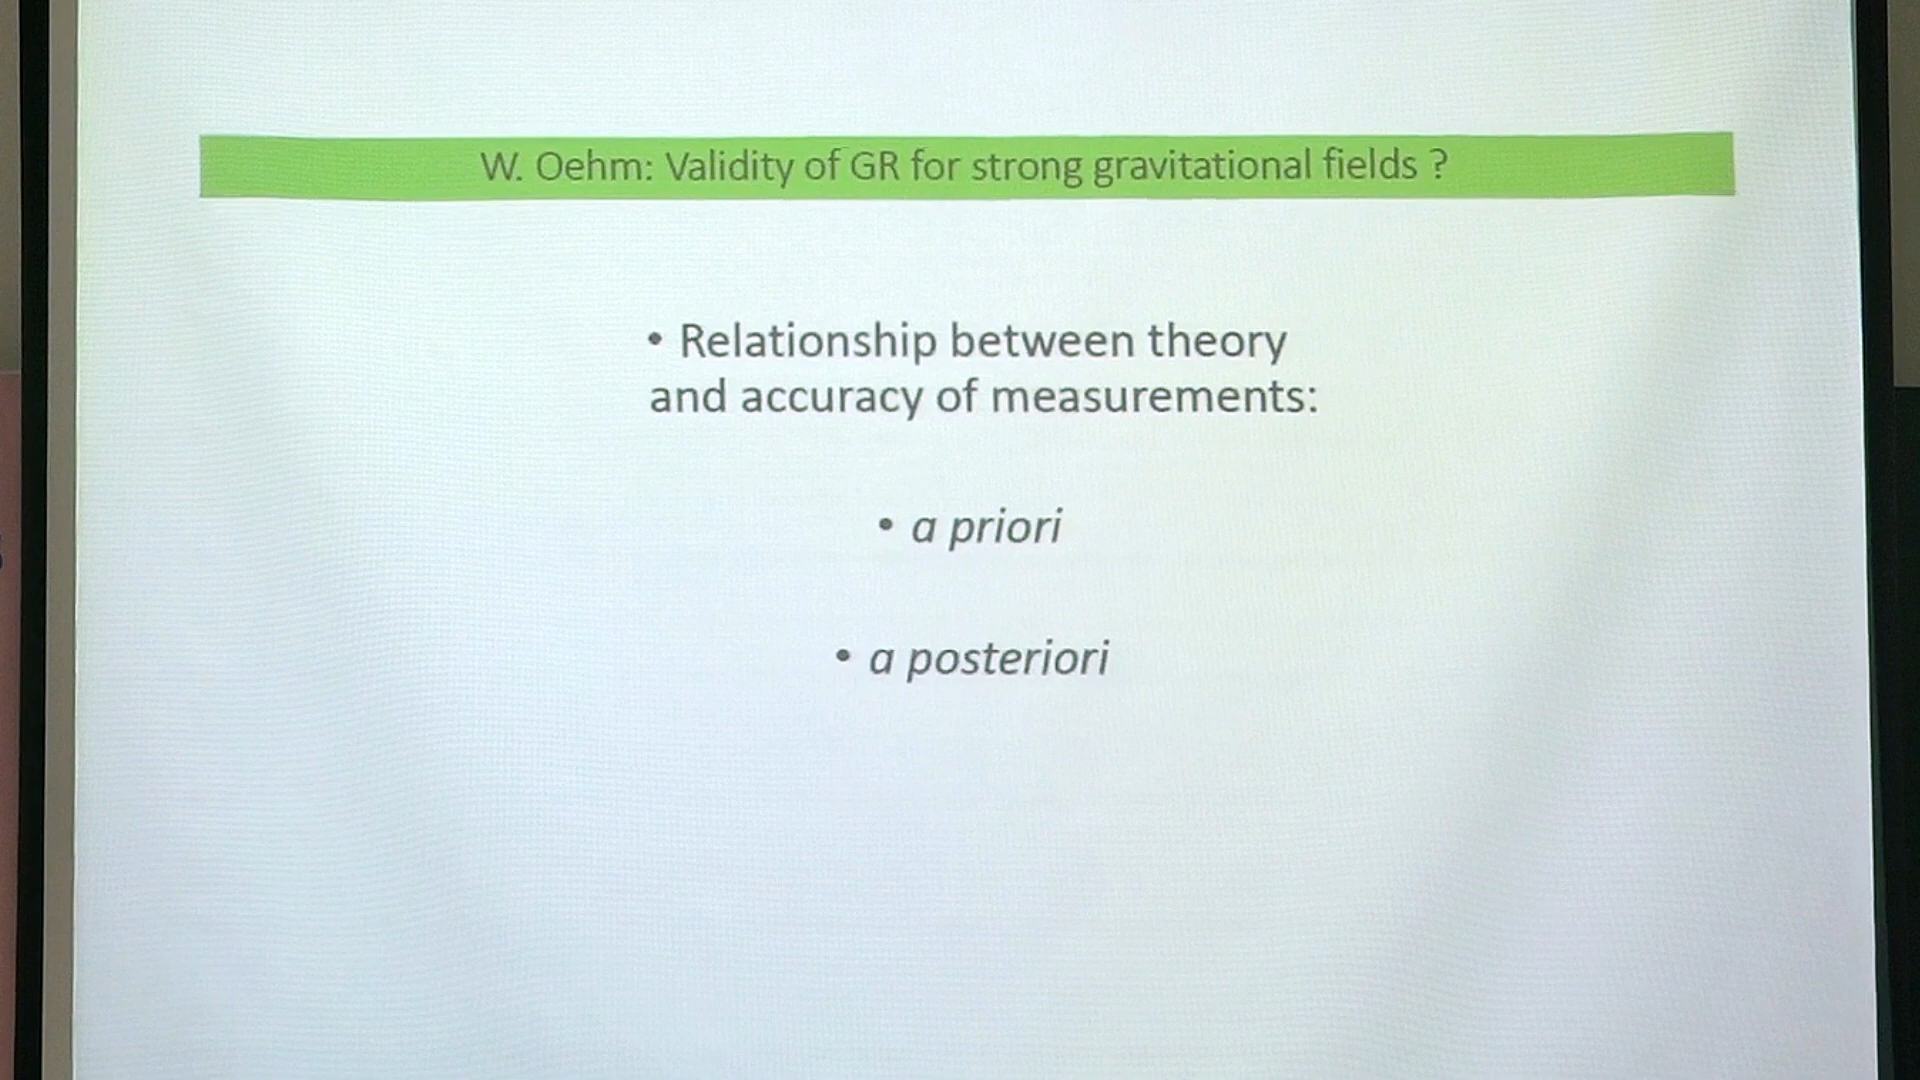 W. Oehm: Validity of GR for strong gravitational fields ?
• Relationship between theory
and accuracy of measurements:
• a priori
• a posteriori